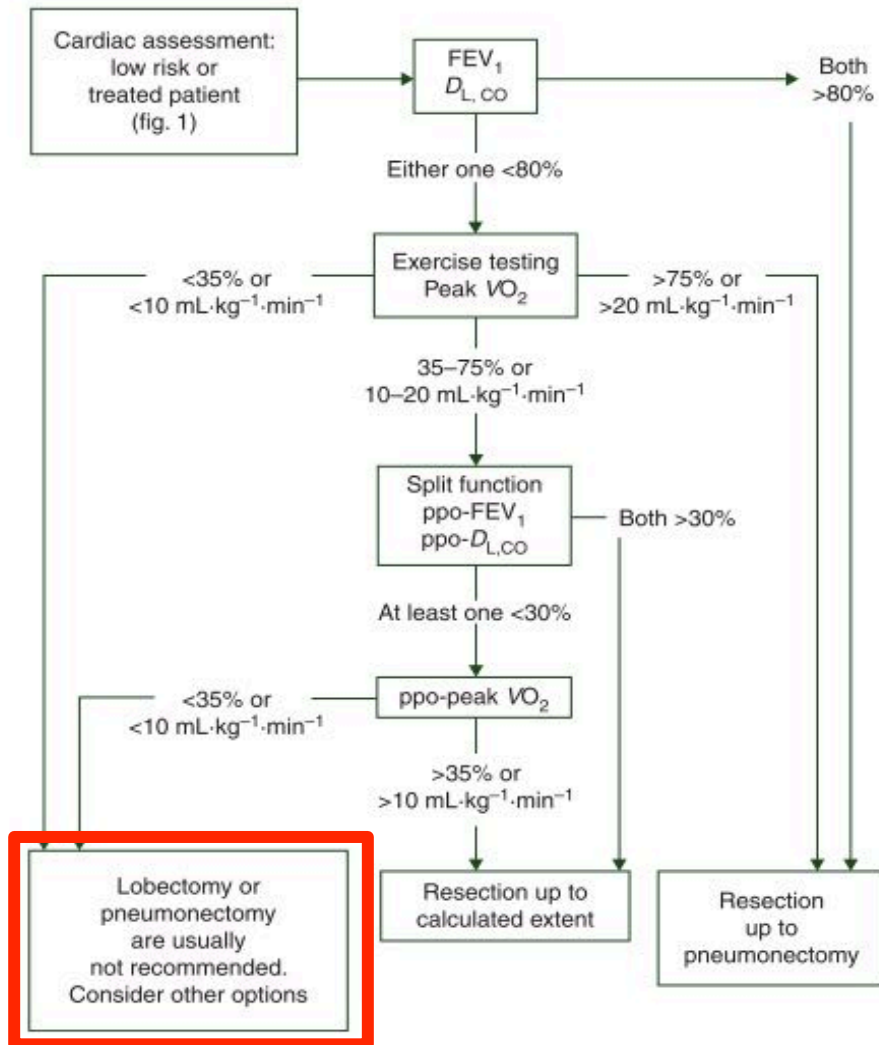 Cardiac assessment:
low risk or
treated patient
(fig. 1)
FEV₁
D_L, CO
Both
>80%
Either one <80%
<35% or
<10 mL·kg⁻¹·min⁻¹
Exercise testing
Peak VO₂
>75% or
>20 mL·kg⁻¹·min⁻¹
35–75% or
10–20 mL·kg⁻¹·min⁻¹
Split function
ppo-FEV₁
ppo-D_L,CO
Both >30%
At least one <30%
<35% or
<10 mL·kg⁻¹·min⁻¹
ppo-peak VO₂
>35% or
>10 mL·kg⁻¹·min⁻¹
Lobectomy or
pneumonectomy
are usually
not recommended.
Consider other options
Resection up to
calculated extent
Resection
up to
pneumonectomy